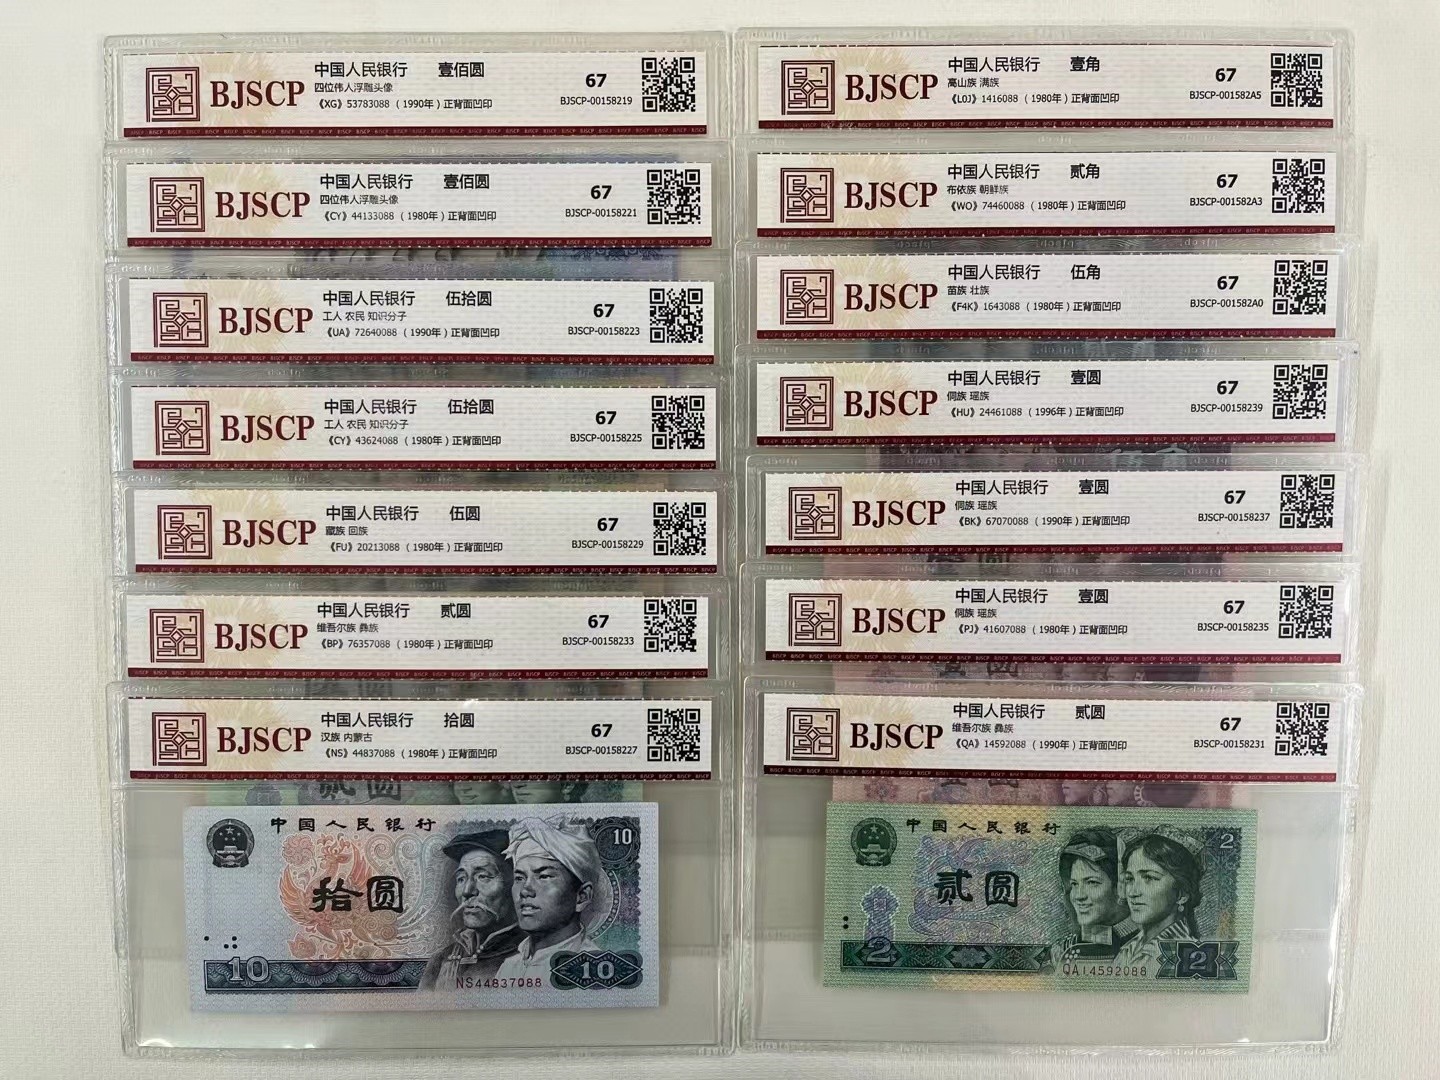 BJSCP
中国人民银行 壹佰圆
四位伟人浮雕头像
《XG》53783088 (1990年) 正背面凹印
67
BJSCP-00158219
BJSCP
中国人民银行 壹佰圆
四位伟人浮雕头像
《CY》44133088 (1980年) 正背面凹印
67
BJSCP-00158221
BJSCP
中国人民银行 伍拾圆
工人 农民 知识分子
《UA》72640088 (1990年) 正背面凹印
67
BJSCP-00158223
BJSCP
中国人民银行 伍拾圆
工人 农民 知识分子
《CY》43624088 (1980年) 正背面凹印
67
BJSCP-00158225
BJSCP
中国人民银行 伍圆
藏族 回族
《FU》20213088 (1980年) 正背面凹印
67
BJSCP-00158229
BJSCP
中国人民银行 贰圆
维吾尔族 彝族
《BP》76357088 (1980年) 正背面凹印
67
BJSCP-00158233
BJSCP
中国人民银行 拾圆
汉族 内蒙古
《NS》44837088 (1980年) 正背面凹印
67
BJSCP-00158227
贰圆
中国人民银行
10
拾圆
10
10
NS44837088
BJSCP
中国人民银行 壹角
高山族 满族
《L0J》1416088 (1980年) 正背面凹印
67
BJSCP-001582A5
BJSCP
中国人民银行 贰角
布依族 朝鲜族
《WO》74460088 (1980年) 正背面凹印
67
BJSCP-001582A3
BJSCP
中国人民银行 伍角
苗族 壮族
《F4K》1643088 (1980年) 正背面凹印
67
BJSCP-001582A0
BJSCP
中国人民银行 壹圆
侗族 瑶族
《HU》24461088 (1996年) 正背面凹印
67
BJSCP-00158239
BJSCP
中国人民银行 壹圆
侗族 瑶族
《BK》67070088 (1990年) 正背面凹印
67
BJSCP-00158237
BJSCP
中国人民银行 壹圆
侗族 瑶族
《PJ》41607088 (1980年) 正背面凹印
67
BJSCP-00158235
BJSCP
中国人民银行 贰圆
维吾尔族 彝族
《QA》14592088 (1990年) 正背面凹印
67
BJSCP-00158231
中国人民银行
2
贰圆
2
2
QA14592088